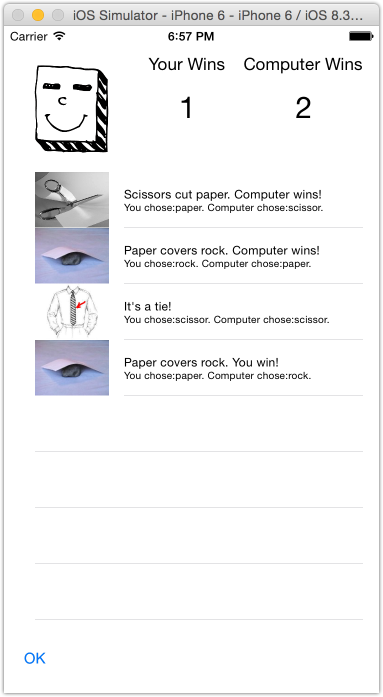 iOS Simulator - iPhone 6 - iPhone 6 / iOS 8.3...
Carrier 6:57 PM
Your Wins Computer Wins
1 2
Scissors cut paper. Computer wins!
You chose:paper. Computer chose:scissor.
Paper covers rock. Computer wins!
You chose:rock. Computer chose:paper.
It's a tie!
You chose:scissor. Computer chose:scissor.
Paper covers rock. You win!
You chose:paper. Computer chose:rock.
OK